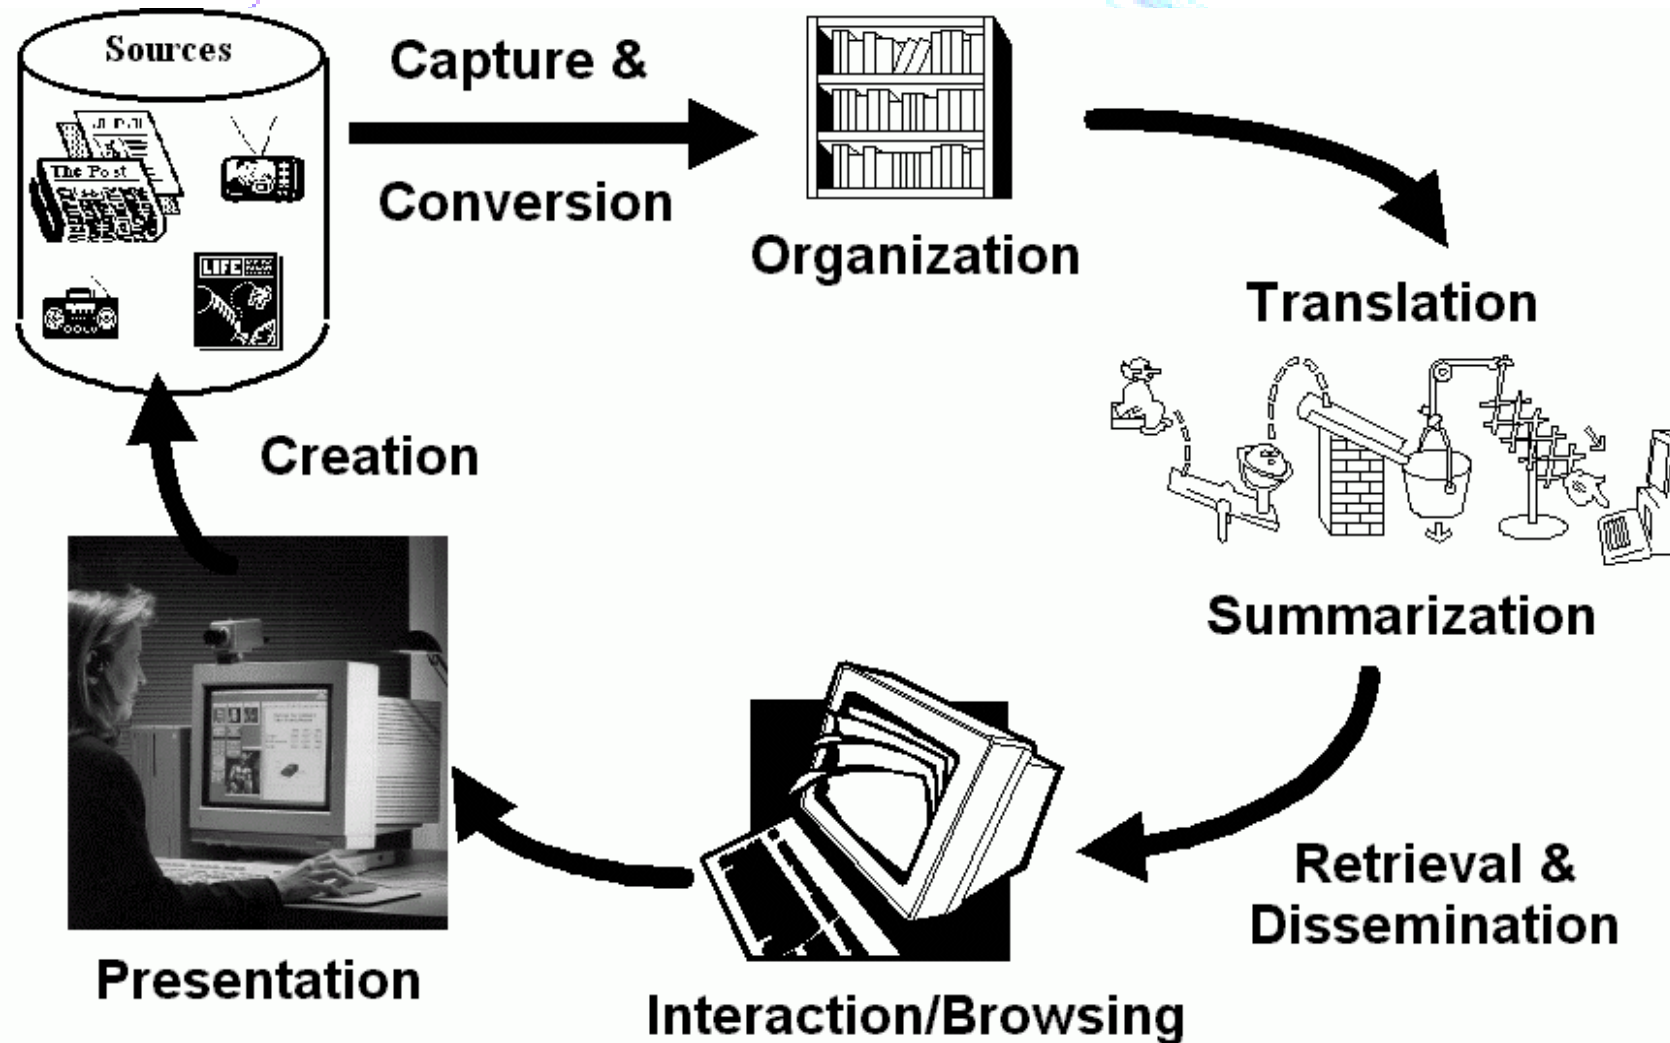 Sources
The Post
LIFE
Capture &
Conversion
Organization
Translation
Summarization
Retrieval &
Dissemination
Interaction/Browsing
Presentation
Creation